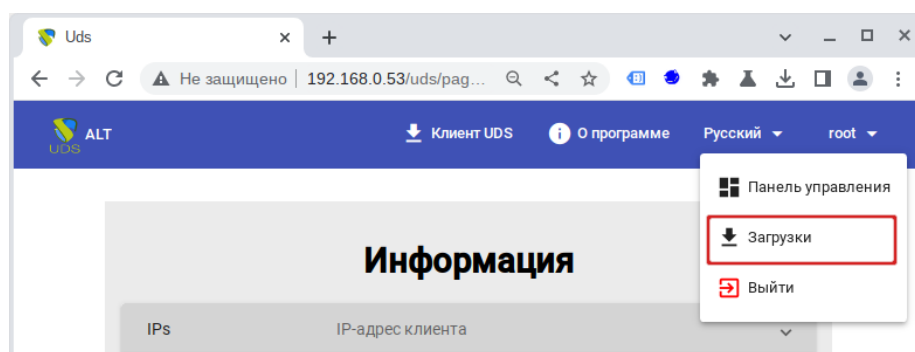 Uds
Не защищено 192.168.0.53/uds/pag...
UDS ALT Клиент UDS О программе Русский root
Панель управления
Загрузки
Выйти
Информация
IPs IP-адрес клиента